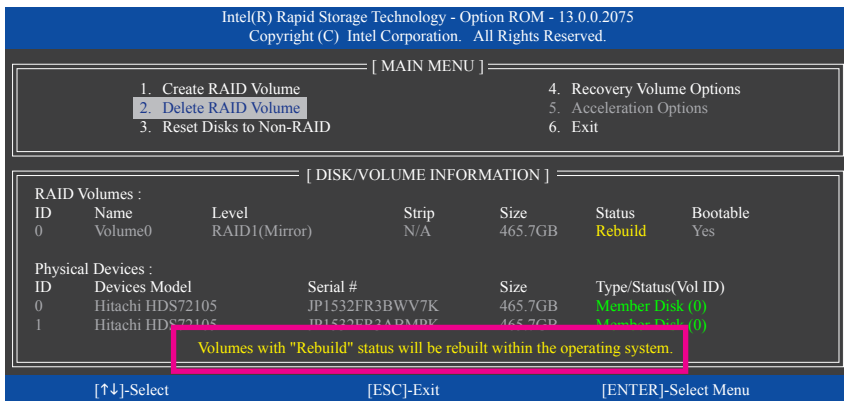 Intel(R) Rapid Storage Technology - Option ROM - 13.0.0.2075
Copyright (C) Intel Corporation. All Rights Reserved.
[ MAIN MENU ]
1. Create RAID Volume
2. Delete RAID Volume
3. Reset Disks to Non-RAID
4. Recovery Volume Options
5. Acceleration Options
6. Exit
[ DISK/VOLUME INFORMATION ]
RAID Volumes :
ID Name Level Strip Size Status Bootable
0 Volume0 RAID1(Mirror) N/A 465.7GB Rebuild Yes
Physical Devices :
ID Devices Model Serial # Size Type/Status(Vol ID)
0 Hitachi HDS72105 JP1532FR3BWV7K 465.7GB Member Disk (0)
1 Hitachi HDS72105 JP1532FR3ABMPK 465.7GB Member Disk (0)
Volumes with "Rebuild" status will be rebuilt within the operating system.
[↑↓]-Select [ESC]-Exit [ENTER]-Select Menu